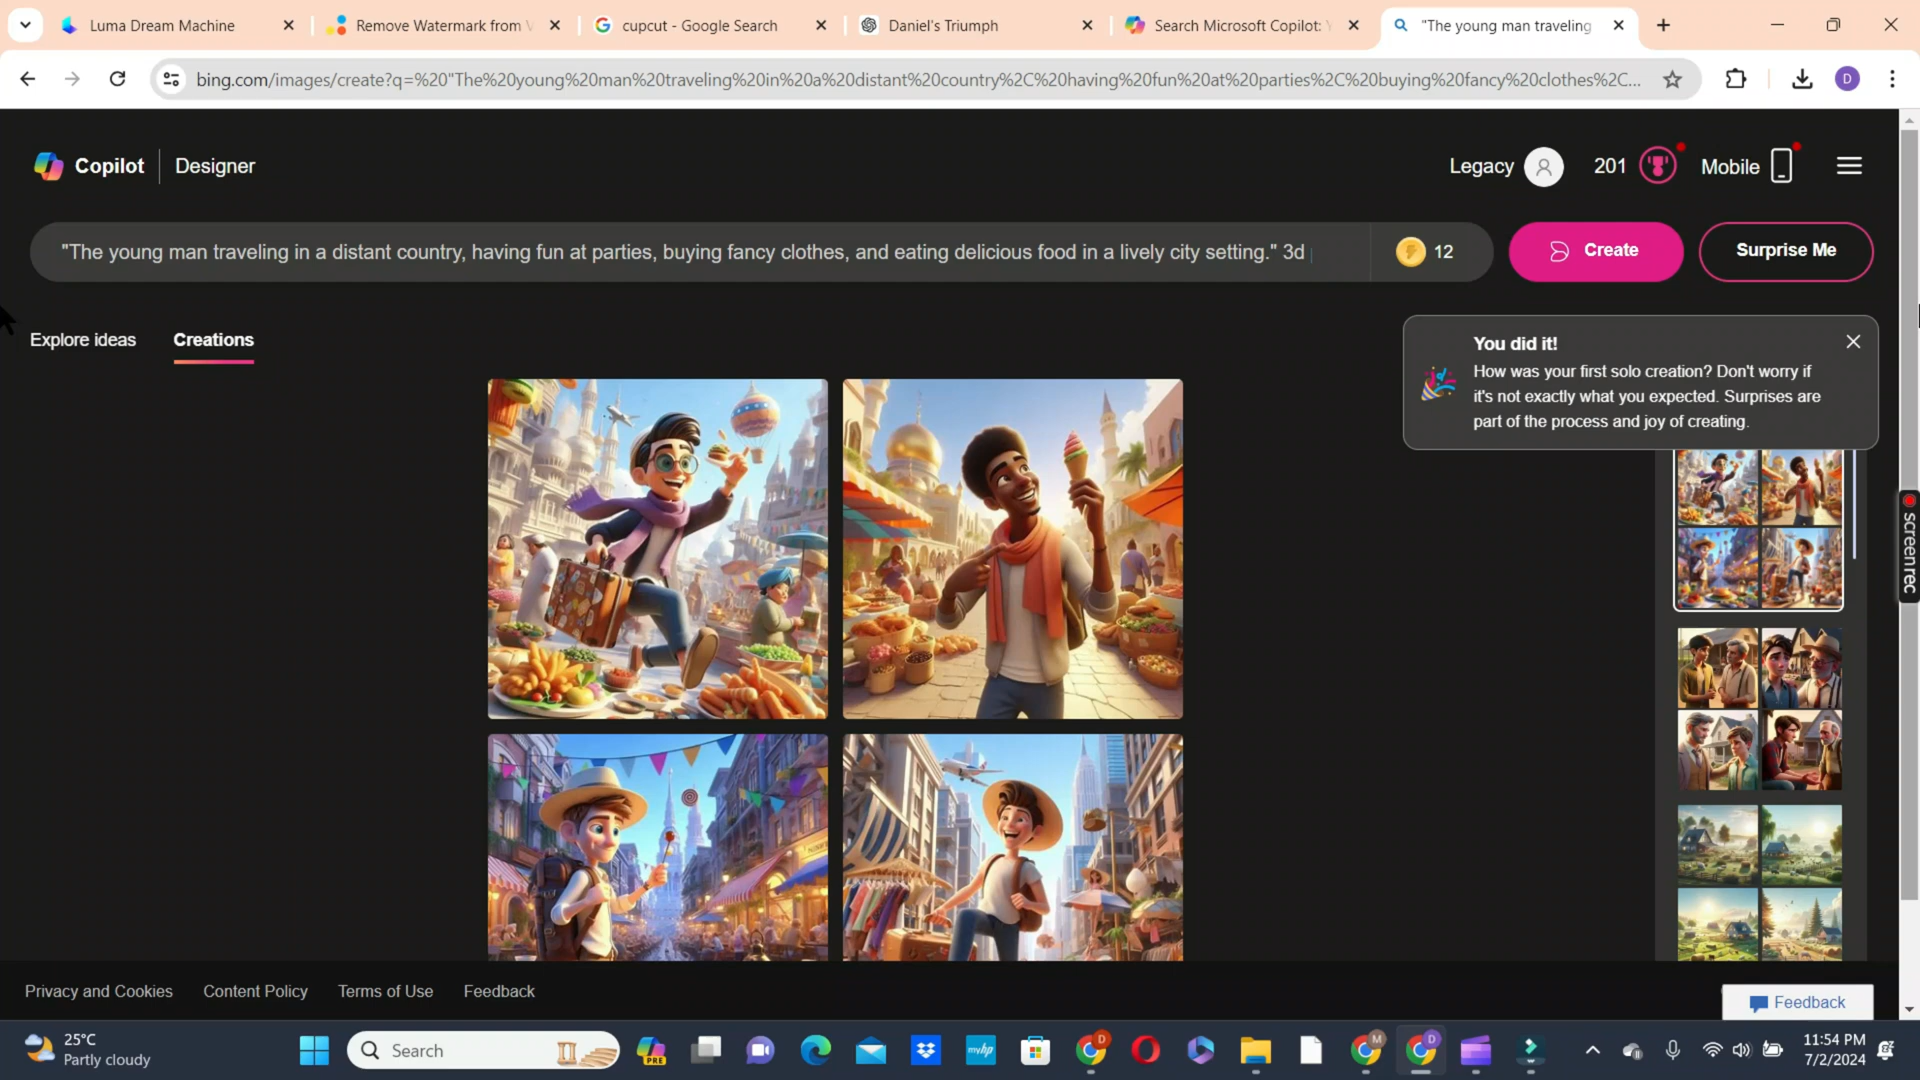 Luma Dream Machine
Remove Watermark from V
cupcut - Google Search
Daniel's Triumph
Search Microsoft Copilot: Y
"The young man traveling
bing.com/images/create?q=%20"The%20young%20man%20traveling%20in%20a%20distant%20country%2C%20having%20fun%20at%20parties%2C%20buying%20fancy%20clothes%2C...
D
Copilot
Designer
Legacy
201
Mobile
"The young man traveling in a distant country, having fun at parties, buying fancy clothes, and eating delicious food in a lively city setting." 3d
12
Create
Surprise Me
Explore ideas
Creations
You did it!
How was your first solo creation? Don't worry if
it's not exactly what you expected. Surprises are
part of the process and joy of creating.
screenrec
Privacy and Cookies
Content Policy
Terms of Use
Feedback
Feedback
25°C
Partly cloudy
Search
PRE
myhp
D
M
D
11:54 PM
7/2/2024